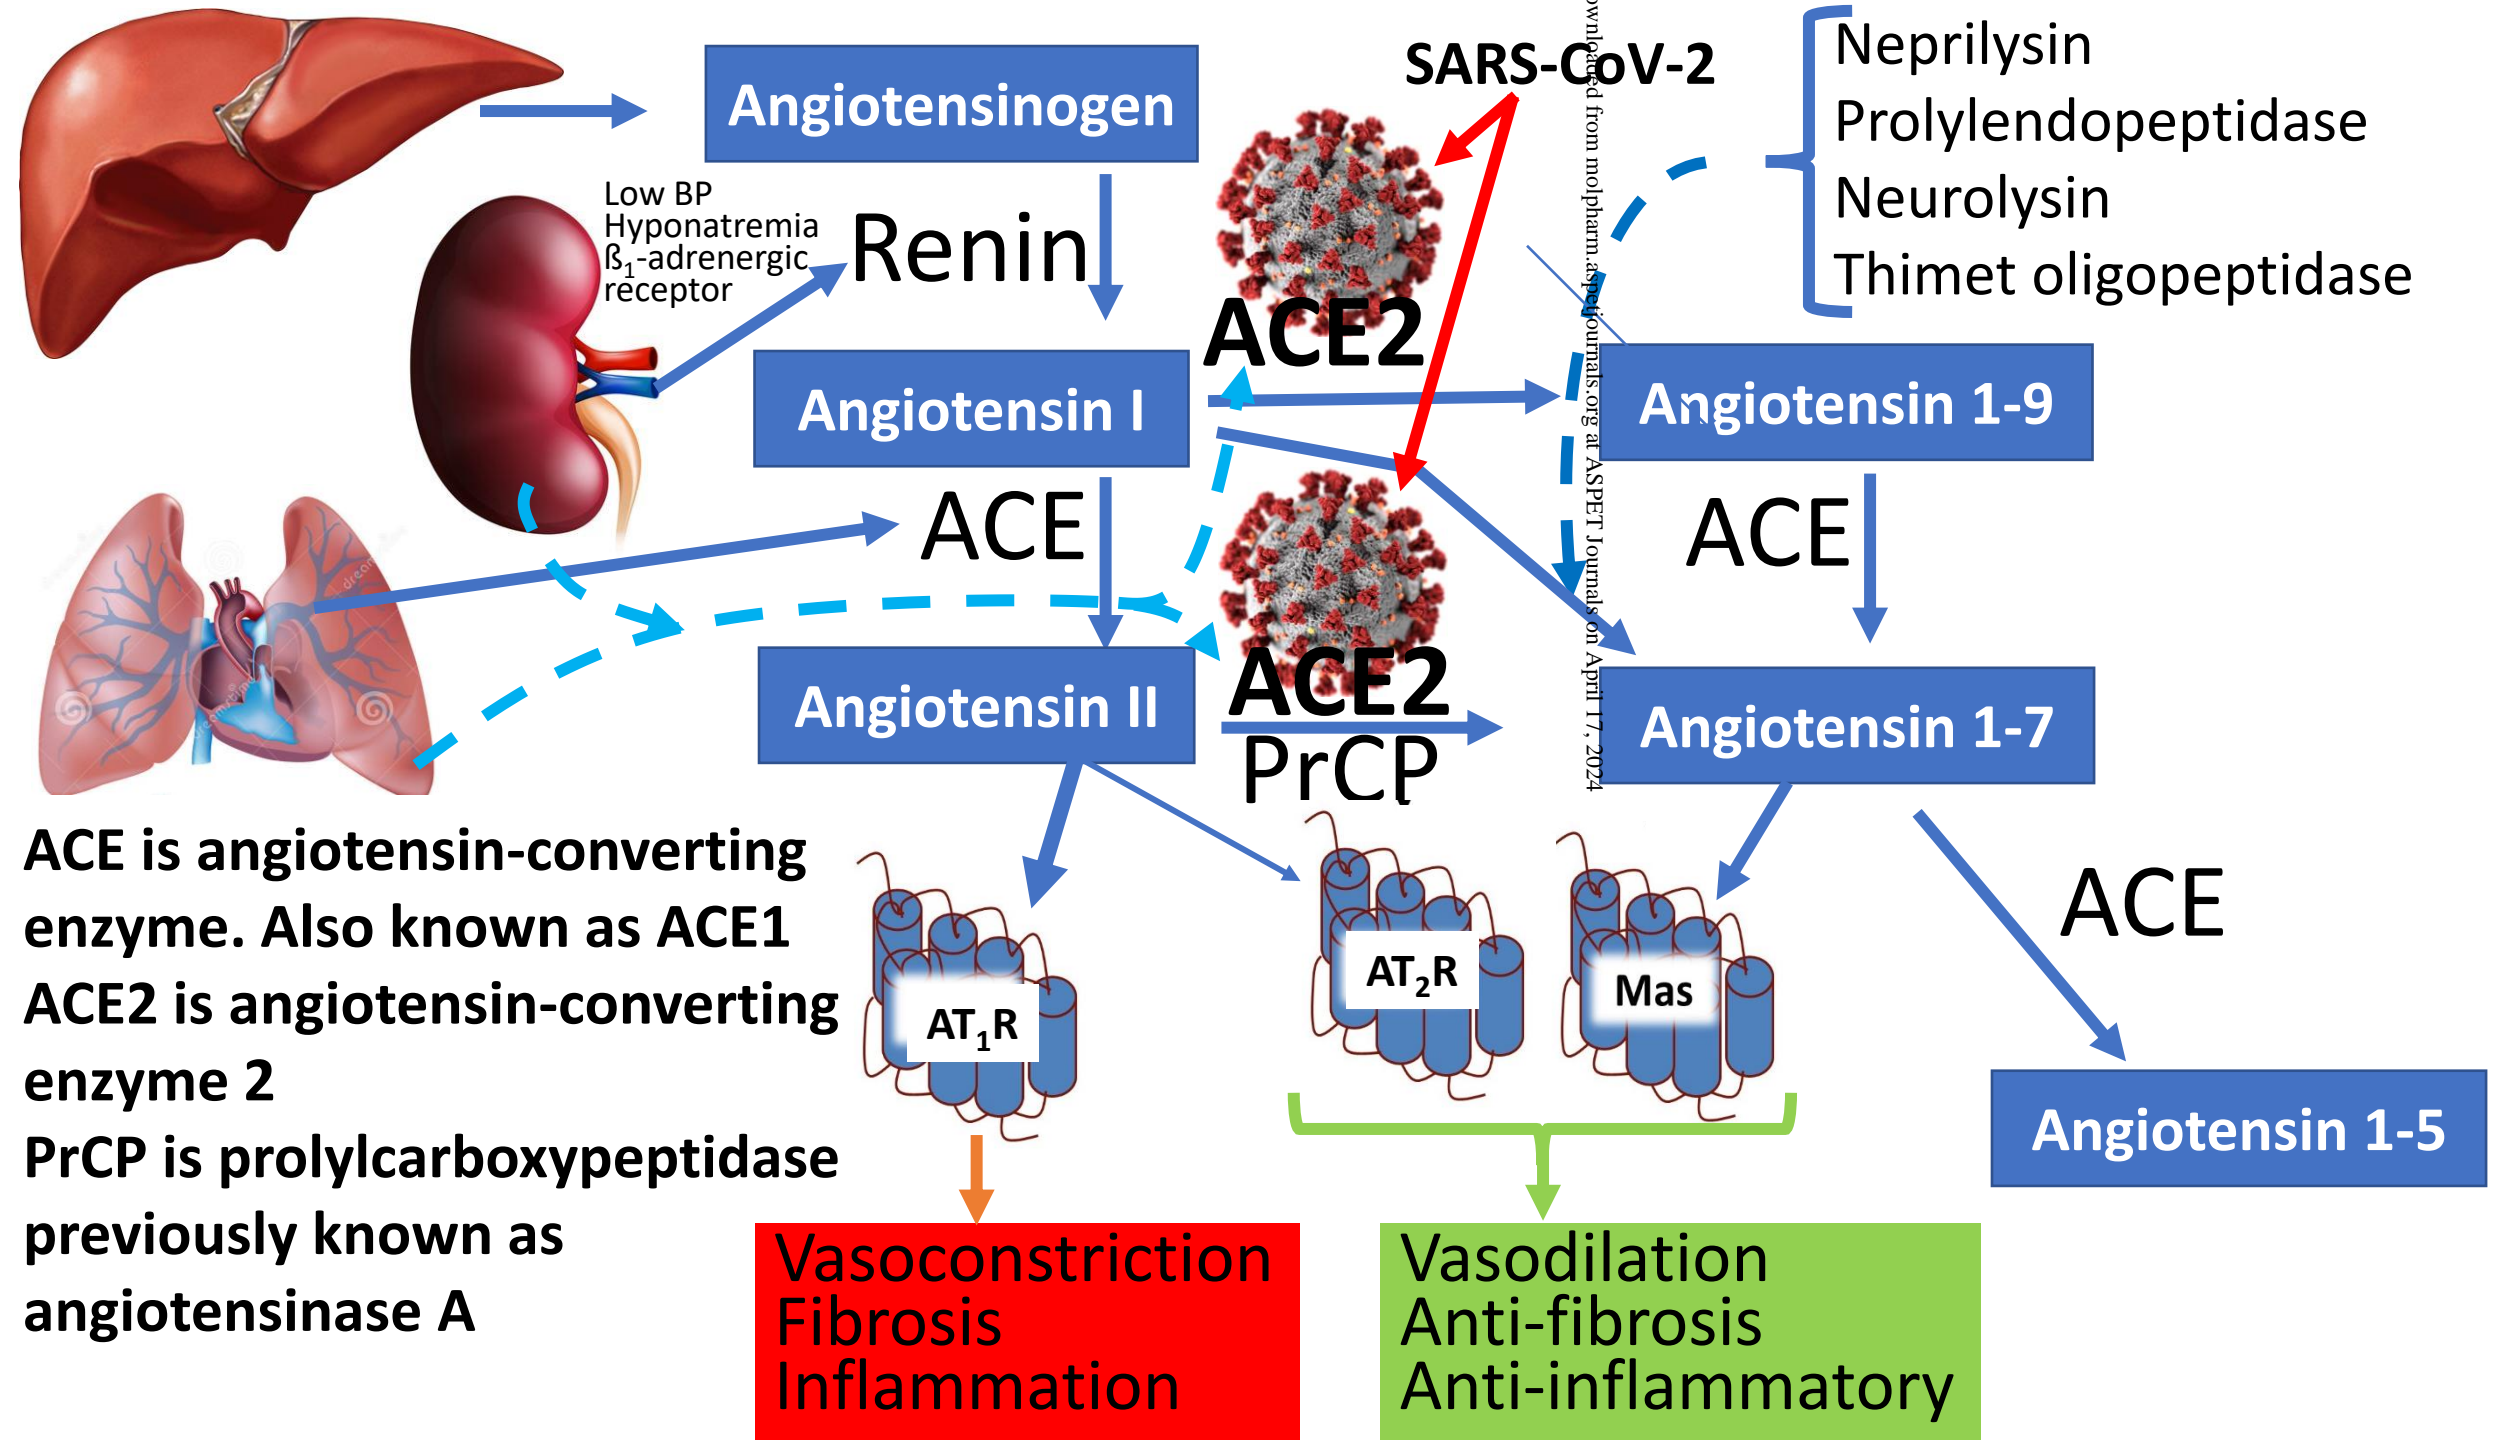 SARS-CoV-2
Neprilysin
Prolylendopeptidase
Neurolysin
Thimet oligopeptidase
Angiotensinogen
Low BP
Hyponatremia
ß1-adrenergic
receptor
Renin
ACE2
Angiotensin I
Angiotensin 1-9
ACE
ACE
Angiotensin II
ACE2
PrCP
Angiotensin 1-7
ownloaded from molpharm.aspetjournals.org at ASPET Journals on April 17, 2024
ACE is angiotensin-converting
enzyme. Also known as ACE1
ACE2 is angiotensin-converting
enzyme 2
PrCP is prolylcarboxypeptidase
previously known as
angiotensinase A
AT1R
AT2R
Mas
ACE
Angiotensin 1-5
Vasoconstriction
Fibrosis
Inflammation
Vasodilation
Anti-fibrosis
Anti-inflammatory